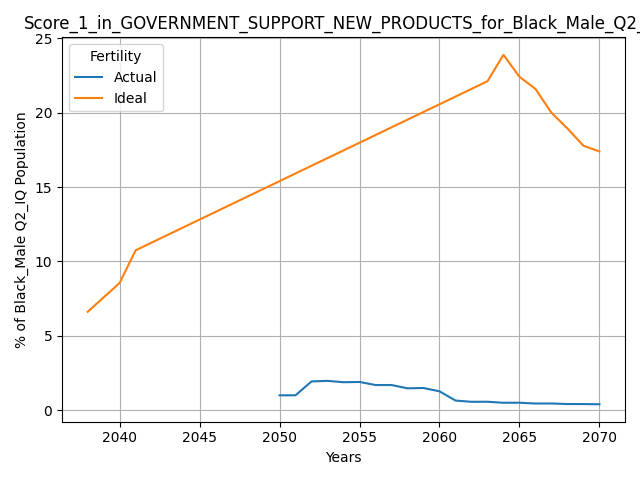 Score_1_in_GOVERNMENT_SUPPORT_NEW_PRODUCTS_for_Black_Male_Q2_
25
20
15
10
5
0
% of Black_Male Q2_IQ Population
Fertility
Actual
Ideal
2040 2045 2050 2055 2060 2065 2070
Years